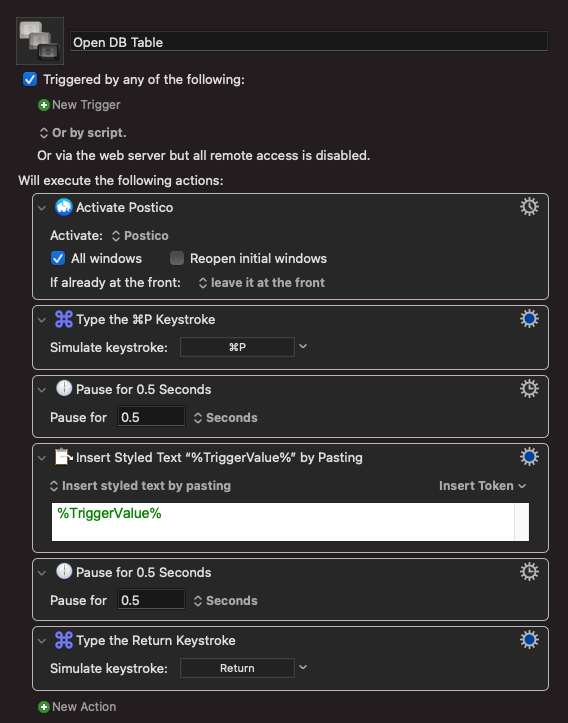 Open DB Table
Triggered by any of the following:
New Trigger
Or by script.
Or via the web server but all remote access is disabled.
Will execute the following actions:
Activate Postico
Activate: Postico
All windows Reopen initial windows
If already at the front: leave it at the front
Type the ⌘P Keystroke
Simulate keystroke: ⌘P
Pause for 0.5 Seconds
Pause for 0.5 Seconds
Insert Styled Text “%TriggerValue%” by Pasting
Insert styled text by pasting Insert Token
%TriggerValue%
Pause for 0.5 Seconds
Pause for 0.5 Seconds
Type the Return Keystroke
Simulate keystroke: Return
New Action